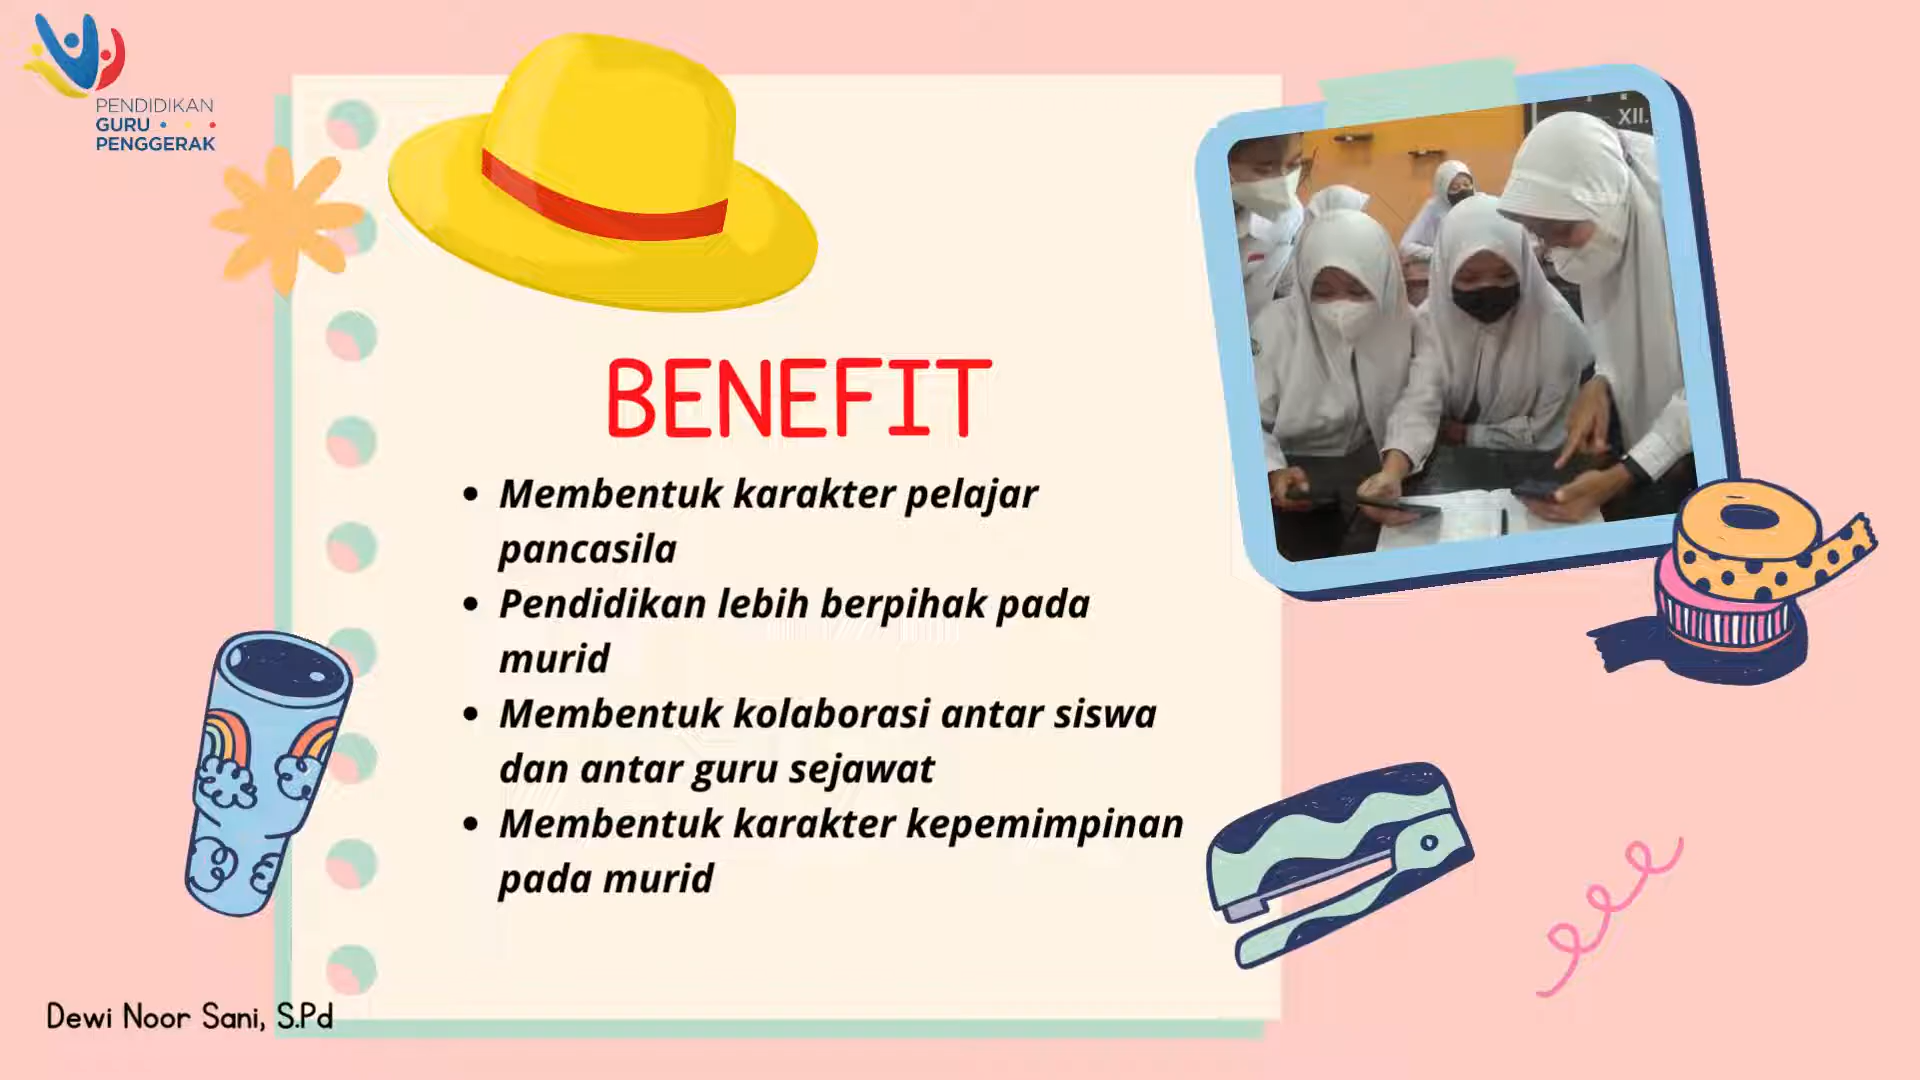 PENDIDIKAN
GURU
PENGGERAK
XII.
BENEFIT
• Membentuk karakter pelajar
pancasila
• Pendidikan lebih berpihak pada
murid
• Membentuk kolaborasi antar siswa
dan antar guru sejawat
• Membentuk karakter kepemimpinan
pada murid
Dewi Noor Sani, S.Pd